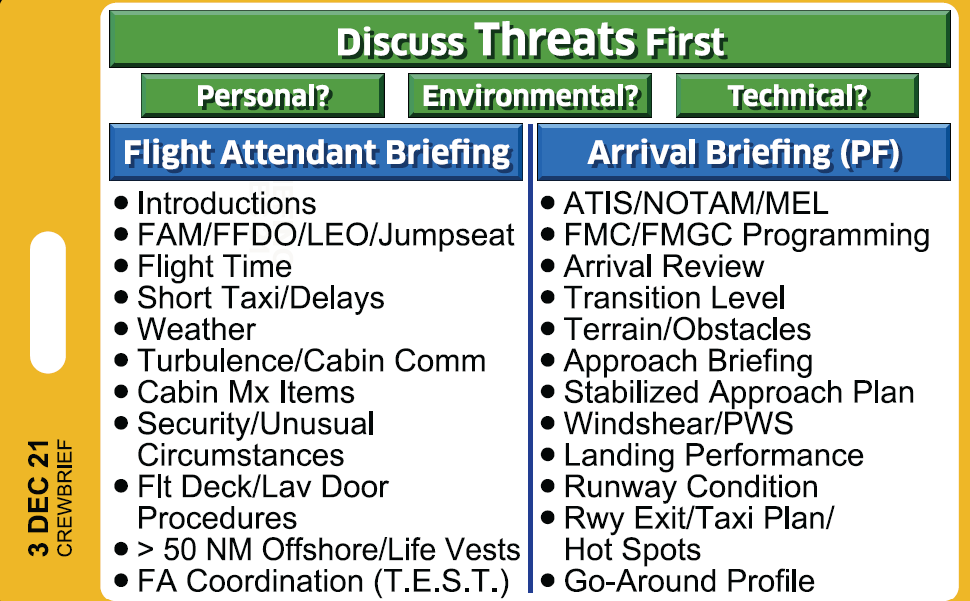 Discuss Threats First
Personal?
Environmental?
Technical?
Flight Attendant Briefing
• Introductions
• FAM/FFDO/LEO/Jumpseat
• Flight Time
• Short Taxi/Delays
• Weather
• Turbulence/Cabin Comm
• Cabin Mx Items
• Security/Unusual
Circumstances
• Flt Deck/Lav Door
Procedures
• > 50 NM Offshore/Life Vests
• FA Coordination (T.E.S.T.)
Arrival Briefing (PF)
• ATIS/NOTAM/MEL
• FMC/FMGC Programming
• Arrival Review
• Transition Level
• Terrain/Obstacles
• Approach Briefing
• Stabilized Approach Plan
• Windshear/PWS
• Landing Performance
• Runway Condition
• Rwy Exit/Taxi Plan/
Hot Spots
• Go-Around Profile
3 DEC 21
CREWBRIEF